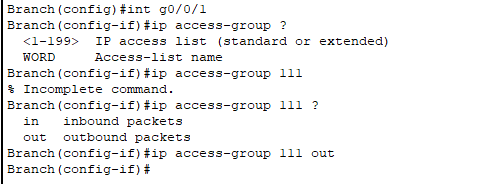 Branch(config)#int g0/0/1
Branch(config-if)#ip access-group ?
<1-199> IP access list (standard or extended)
WORD Access-list name
Branch(config-if)#ip access-group 111
% Incomplete command.
Branch(config-if)#ip access-group 111 ?
in inbound packets
out outbound packets
Branch(config-if)#ip access-group 111 out
Branch(config-if)#